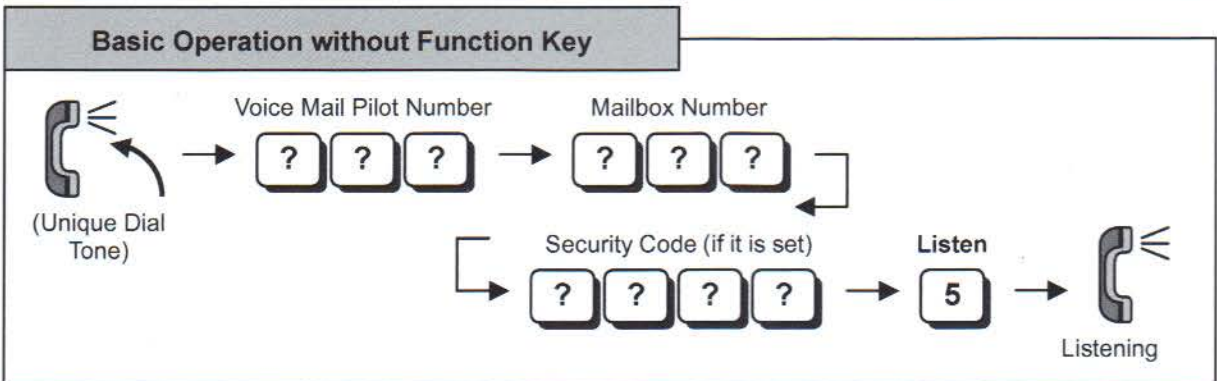 Basic Operation without Function Key
Voice Mail Pilot Number
Mailbox Number
? ? ?
? ? ?
(Unique Dial
Tone)
Security Code (if it is set)
Listen
? ? ? ?
5
Listening